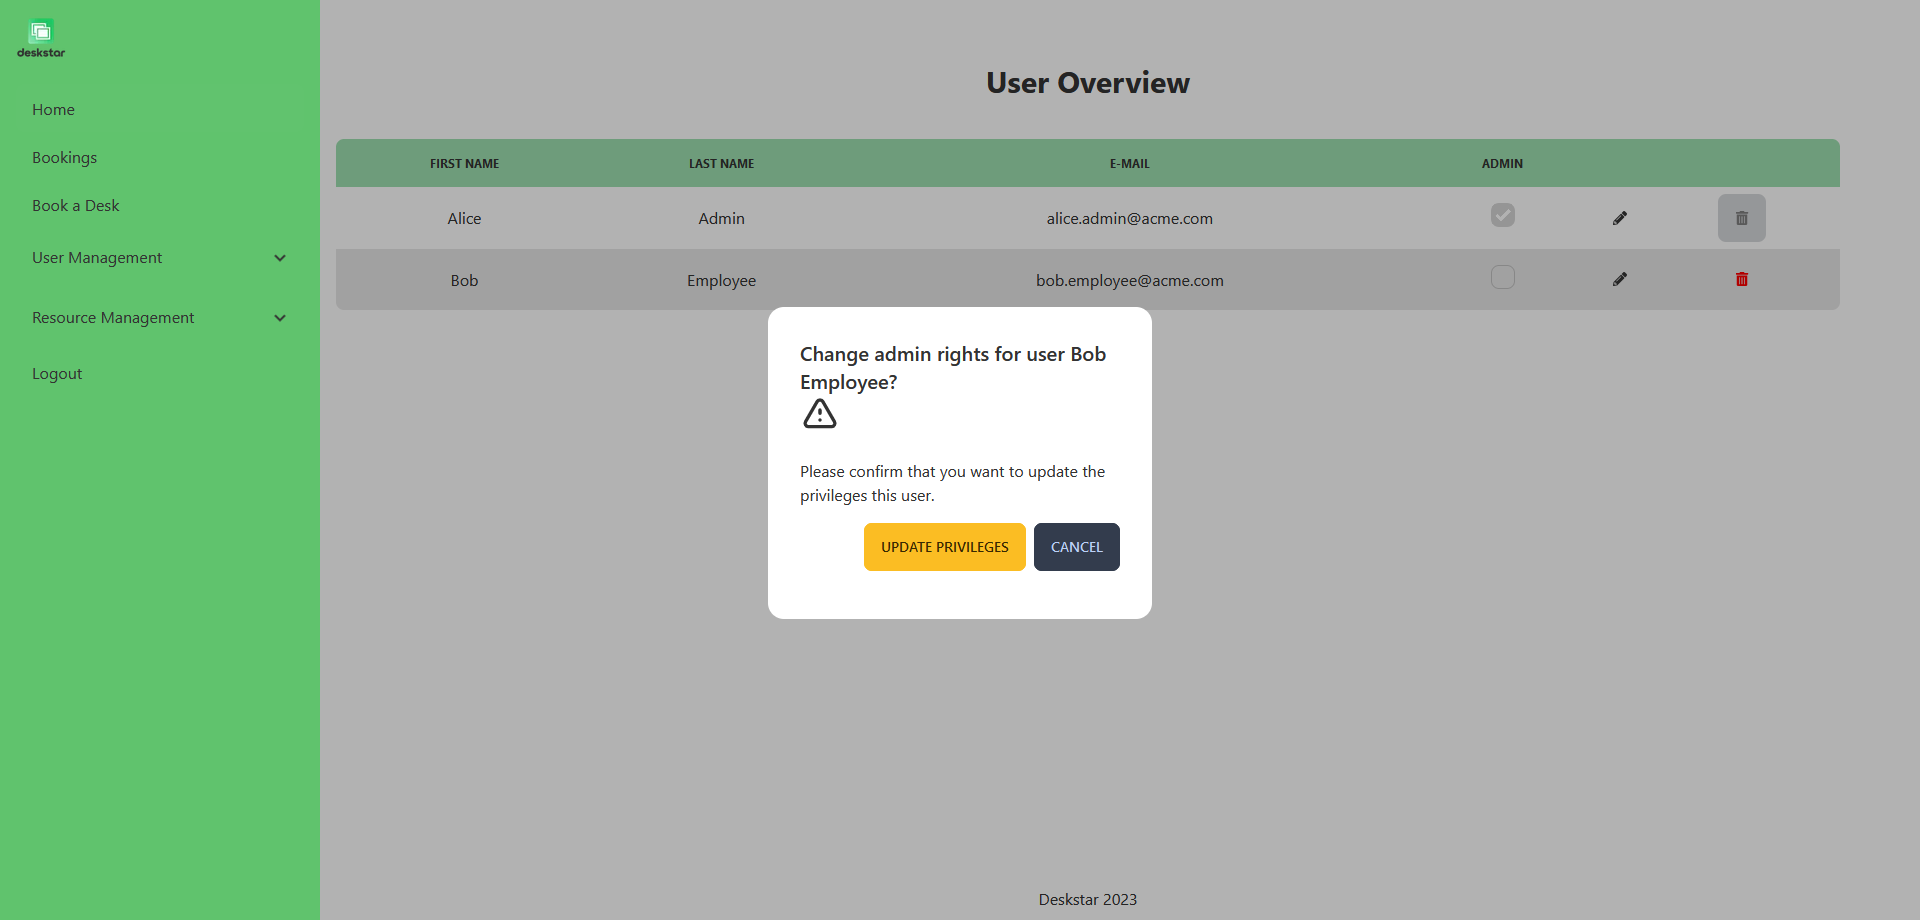 deskstar
Home
Bookings
Book a Desk
User Management
Resource Management
Logout
User Overview
FIRST NAME LAST NAME E-MAIL ADMIN
Alice Admin alice.admin@acme.com
Bob Employee bob.employee@acme.com
Change admin rights for user Bob
Employee?
Please confirm that you want to update the
privileges this user.
UPDATE PRIVILEGES CANCEL
Deskstar 2023